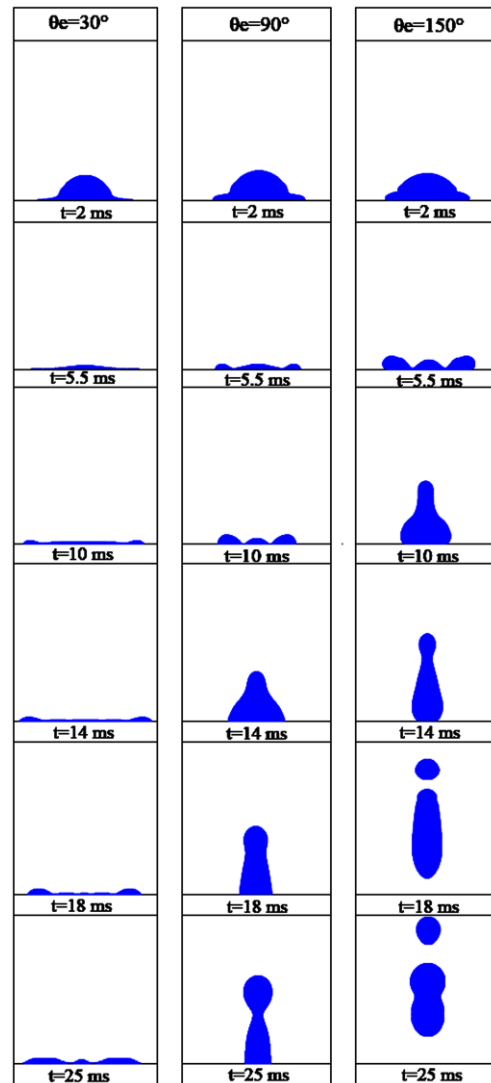 θe=30° θe=90° θe=150°
t=2 ms t=2 ms t=2 ms
t=5.5 ms t=5.5 ms t=5.5 ms
t=10 ms t=10 ms t=10 ms
t=14 ms t=14 ms t=14 ms
t=18 ms t=18 ms t=18 ms
t=25 ms t=25 ms t=25 ms